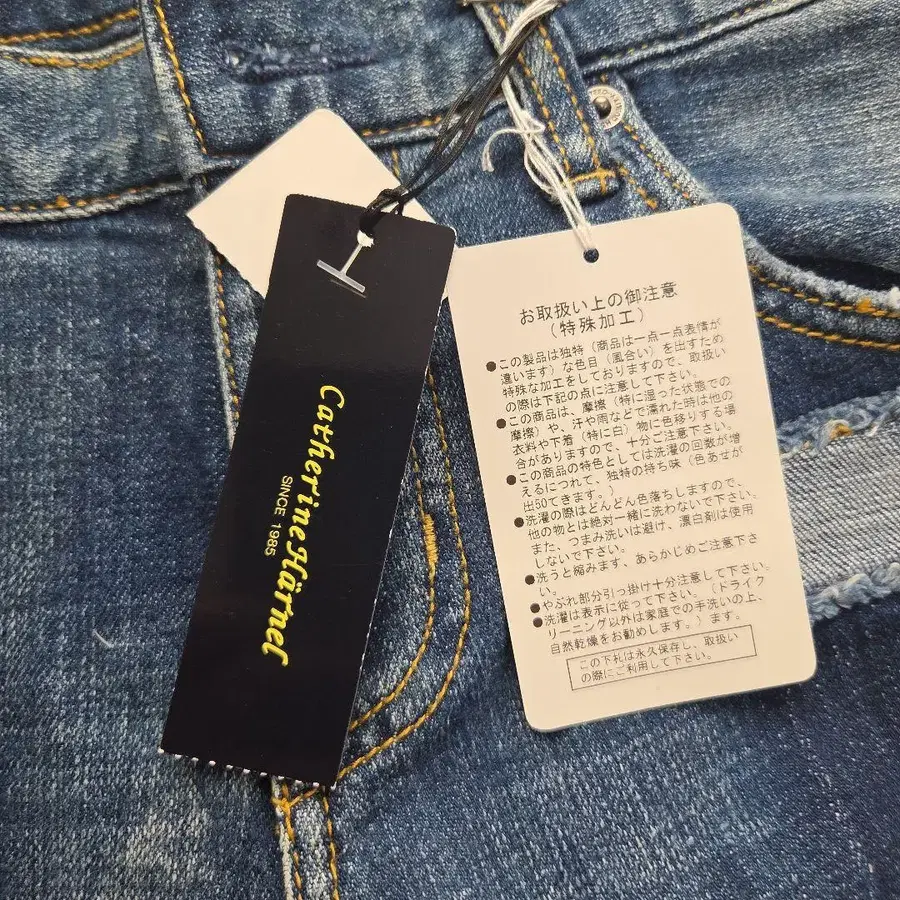 CatherineHärnel
SINCE 1985
お取扱い上の御注意
(特殊加工)
●この製品は独特(商品は一点一点表情が
違います)な色目(風合い)を出すため
特殊な加工をしておりますので、取扱い
の際は下記の点に注意して下さい。
●この商品は、摩擦(特に湿った状態での
摩擦)や、汗や雨などで濡れた時は他の
衣料や下着(特に白)物に色移りする場
合がありますので、十分ご注意下さい。
●この商品の特色としては洗濯の回数が増
えるにつれて、独特の持ち味(色あせが
出60てきます。)
●洗濯の際はどんどん色落ちしますので、
他の物とは絶対一緒に洗わないで下さい。
また、つまみ洗いは避け、漂白剤は使用
しないで下さい。
●洗うと縮みます、あらかじめご注意下さ
い。
●やぶれ部分引っ掛け十分注意して下さい。
●洗濯は表示に従って下さい。(ドライク
リーニング以外は家庭での手洗いの上、
自然乾燥をお勧めします。)ます。
この下札は永久保存し、取扱い
の際にご利用して下さい。